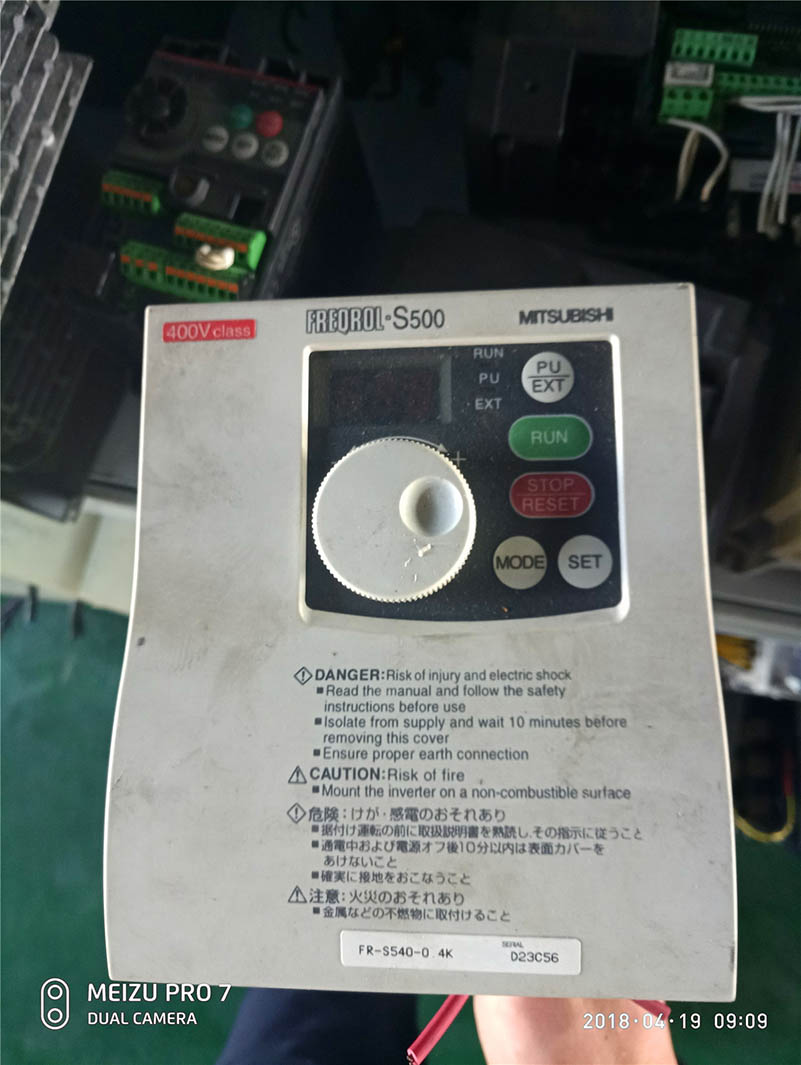 400V class
FREQROL-S500
MITSUBISHI
RUN
PU
EXT
PU
EXT
RUN
STOP
RESET
MODE
SET
DANGER:Risk of injury and electric shock
■Read the manual and follow the safety
instructions before use
■Isolate from supply and wait 10 minutes before
removing this cover
■Ensure proper earth connection
CAUTION:Risk of fire
■Mount the inverter on a non-combustible surface
危険：けが・感電のおそれあり
■据付け運転の前に取扱説明書を熟読し、その指示に従うこと
■通電中および電源オフ後10分以内は表面カバーを
あけないこと
■確実に接地をおこなうこと
注意：火災のおそれあり
■金属などの不燃物に取付けること
FR-S540-0.4K
SERIAL
D23C56
MEIZU PRO 7
DUAL CAMERA
2018·04·19 09:09